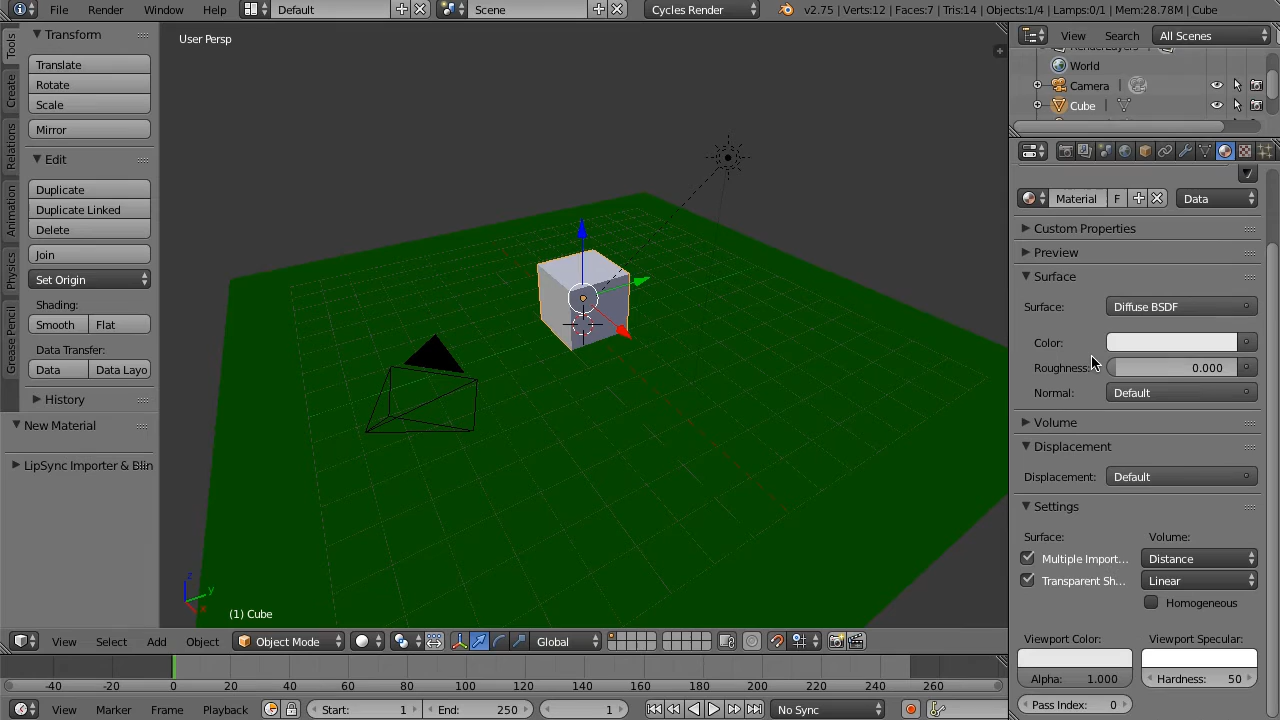 File Render Window Help Default Scene Cycles Render v2.75 | Verts:12 | Faces:7 | Tris:14 | Objects:1/4 | Lamps:0/1 | Mem:28.78M | Cube
Tools
Create
Relations
Animation
Physics
Grease Pencil
Transform
Translate
Rotate
Scale
Mirror
Edit
Duplicate
Duplicate Linked
Delete
Join
Set Origin
Shading:
Smooth Flat
Data Transfer:
Data Data Layo
History
New Material
LipSync Importer & Blin
User Persp
z
y
x
(1) Cube
View Select Add Object Object Mode Global
-40 -20 0 20 40 60 80 100 120 140 160 180 200 220 240 260
View Marker Frame Playback Start: 1 End: 250 1 No Sync
View Search All Scenes
World
Camera
Cube
Material F Data
Custom Properties
Preview
Surface
Surface: Diffuse BSDF
Color:
Roughness: 0.000
Normal: Default
Volume
Displacement
Displacement: Default
Settings
Surface: Volume:
Multiple Import... Distance
Transparent Sh... Linear
Homogeneous
Viewport Color: Viewport Specular:
Alpha: 1.000 Hardness: 50
Pass Index: 0